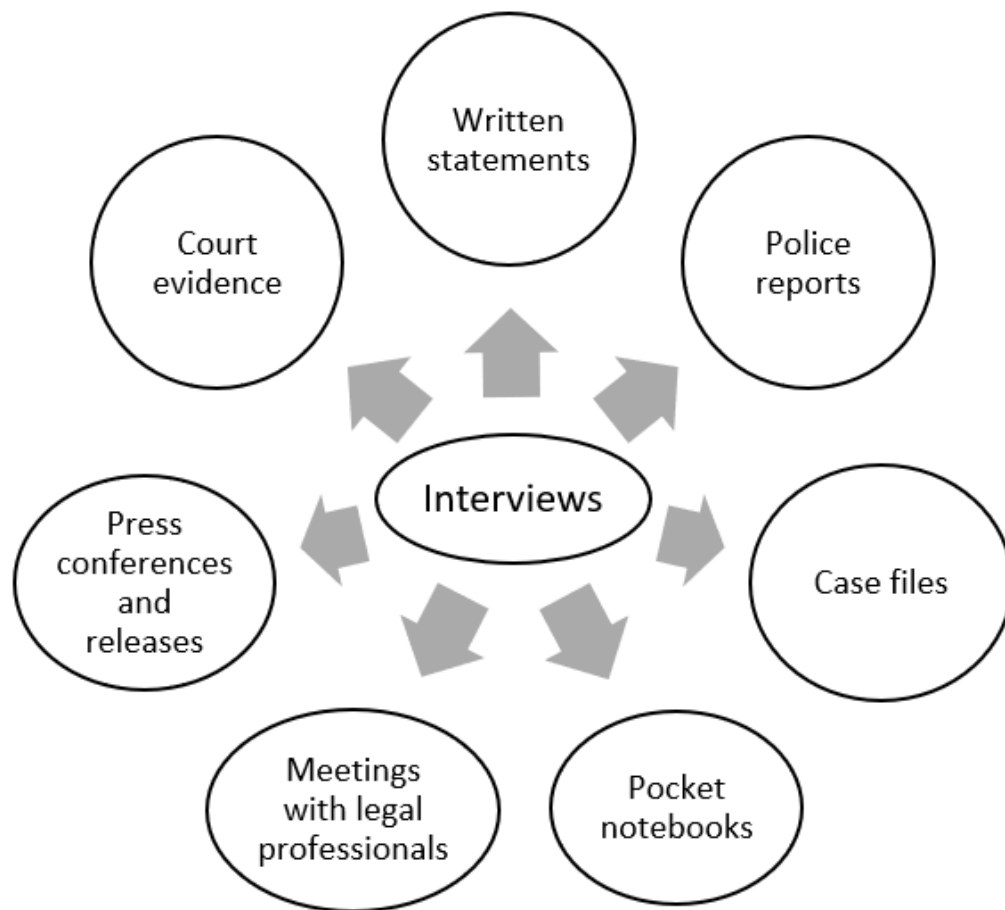 Written
statements
Court
evidence
Police
reports
Interviews
Press
conferences
and
releases
Case files
Meetings
with legal
professionals
Pocket
notebooks